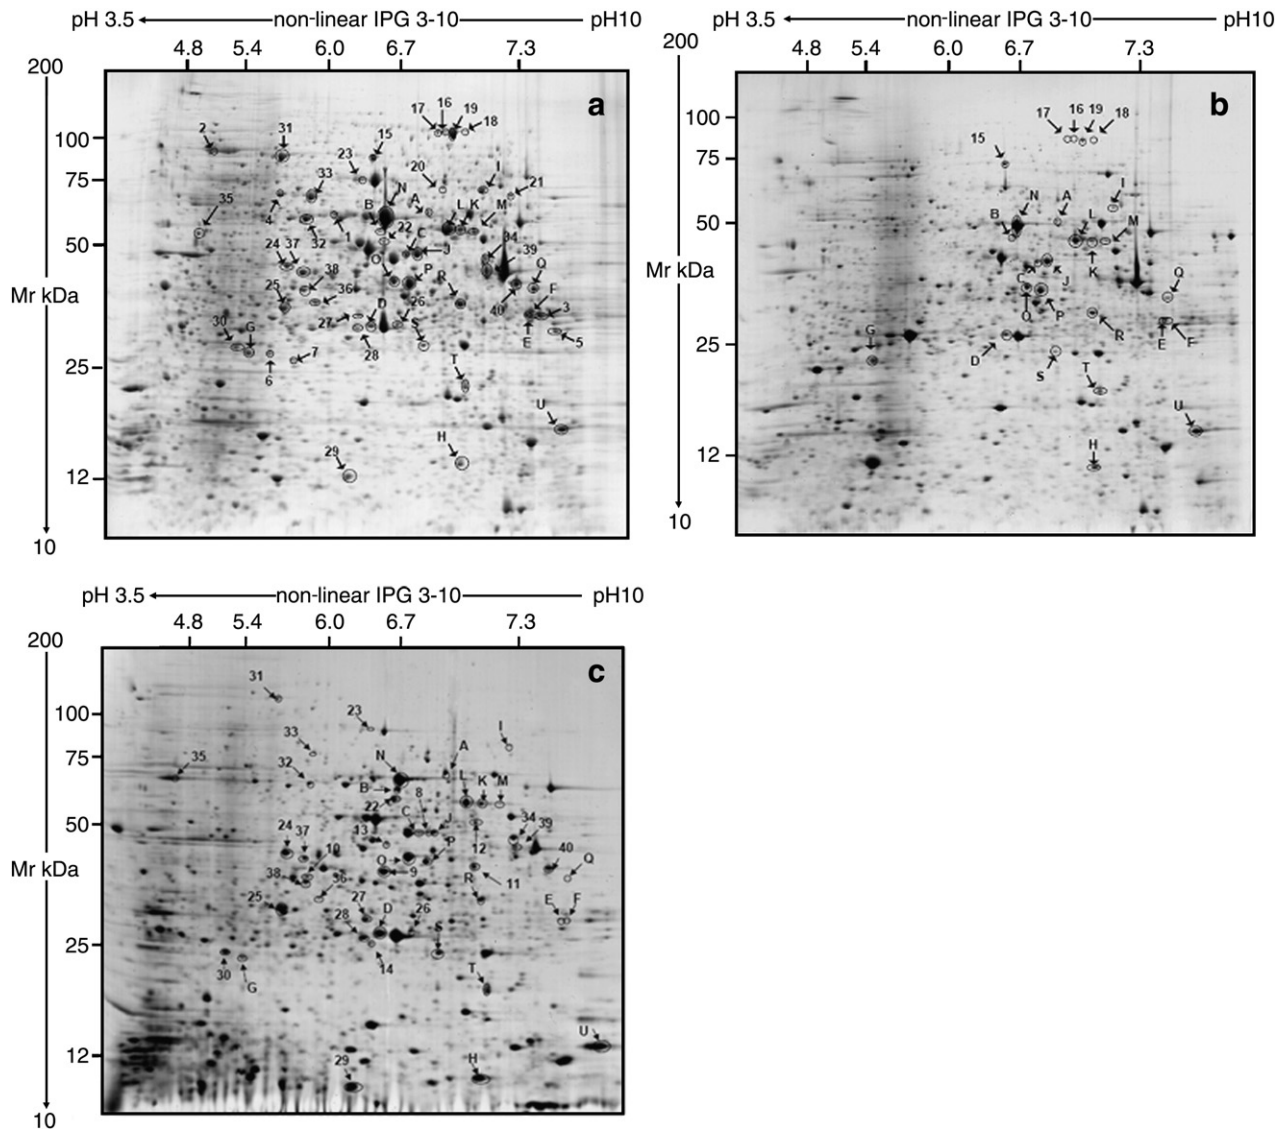 pH 3.5 non-linear IPG 3-10 pH10
4.8 5.4 6.0 6.7 7.3
200
100
75
50
Mr kDa
25
12
10
a
17 16 19 18
2 31 15
23 20 I 21
33 N A
35 4 B L K M
32 1 22 C 34 39
24 37 J
38 O P R Q
25 36 26 40 F 3
30 G 27 D S E 5
6 7 28 T
U
29 H
pH 3.5 non-linear IPG 3-10 pH10
4.8 5.4 6.0 6.7 7.3
200
100
75
50
Mr kDa
25
12
10
b
17 16 19 18
15
N A I
B L M
C J K Q
O P R
G D S E F
T
U
H
pH 3.5 non-linear IPG 3-10 pH10
4.8 5.4 6.0 6.7 7.3
200
100
75
50
Mr kDa
25
12
10
c
31
23
33 I
35 32 N A
B L K M
22 C 8 J
24 37 13 34 39
10 O P 12 40 Q
38 36 9 R 11
25 27 D 26 E F
28 S
30 G 14 T
U
29 H